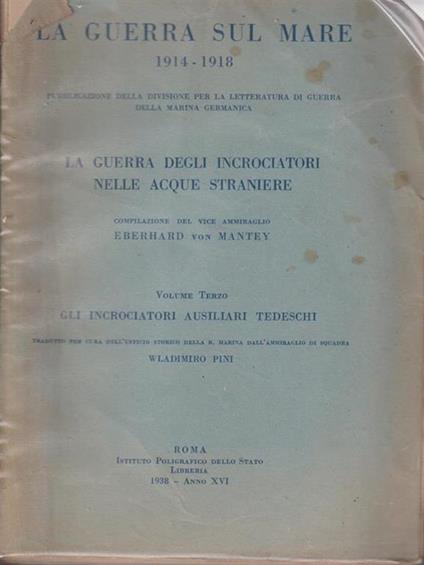 LA GUERRA SUL MARE
1914-1918
PUBBLICAZIONE DELLA DIVISIONE PER LA LETTERATURA DI GUERRA
DELLA MARINA GERMANICA
LA GUERRA DEGLI INCROCIATORI
NELLE ACQUE STRANIERE
COMPILAZIONE DEL VICE AMMIRAGLIO
EBERHARD VON MANTEY
VOLUME TERZO
GLI INCROCIATORI AUSILIARI TEDESCHI
TRADOTTO PER CURA DELL'UFFICIO STORICO DELLA R. MARINA DALL'AMMIRAGLIO DI SQUADRA
WLADIMIRO PINI
ROMA
ISTITUTO POLIGRAFICO DELLO STATO
LIBRERIA
1938 - ANNO XVI